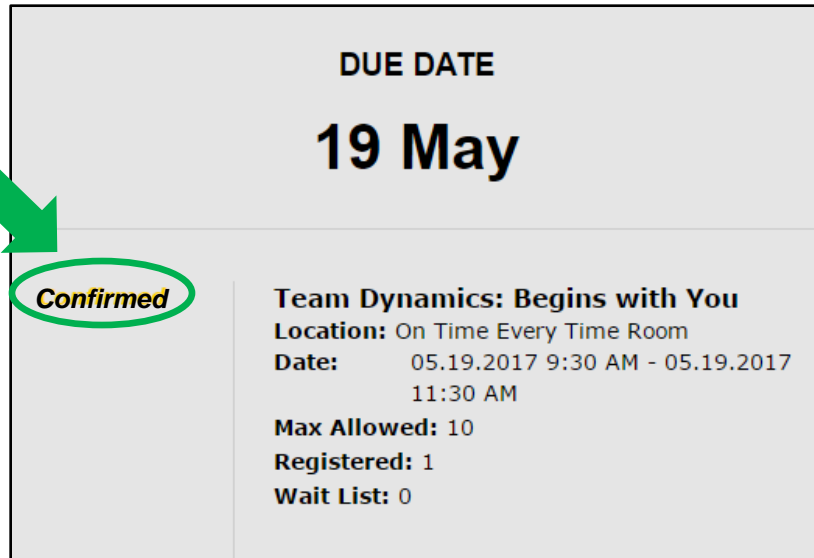 DUE DATE
19 May
Confirmed
Team Dynamics: Begins with You
Location: On Time Every Time Room
Date: 05.19.2017 9:30 AM - 05.19.2017
11:30 AM
Max Allowed: 10
Registered: 1
Wait List: 0